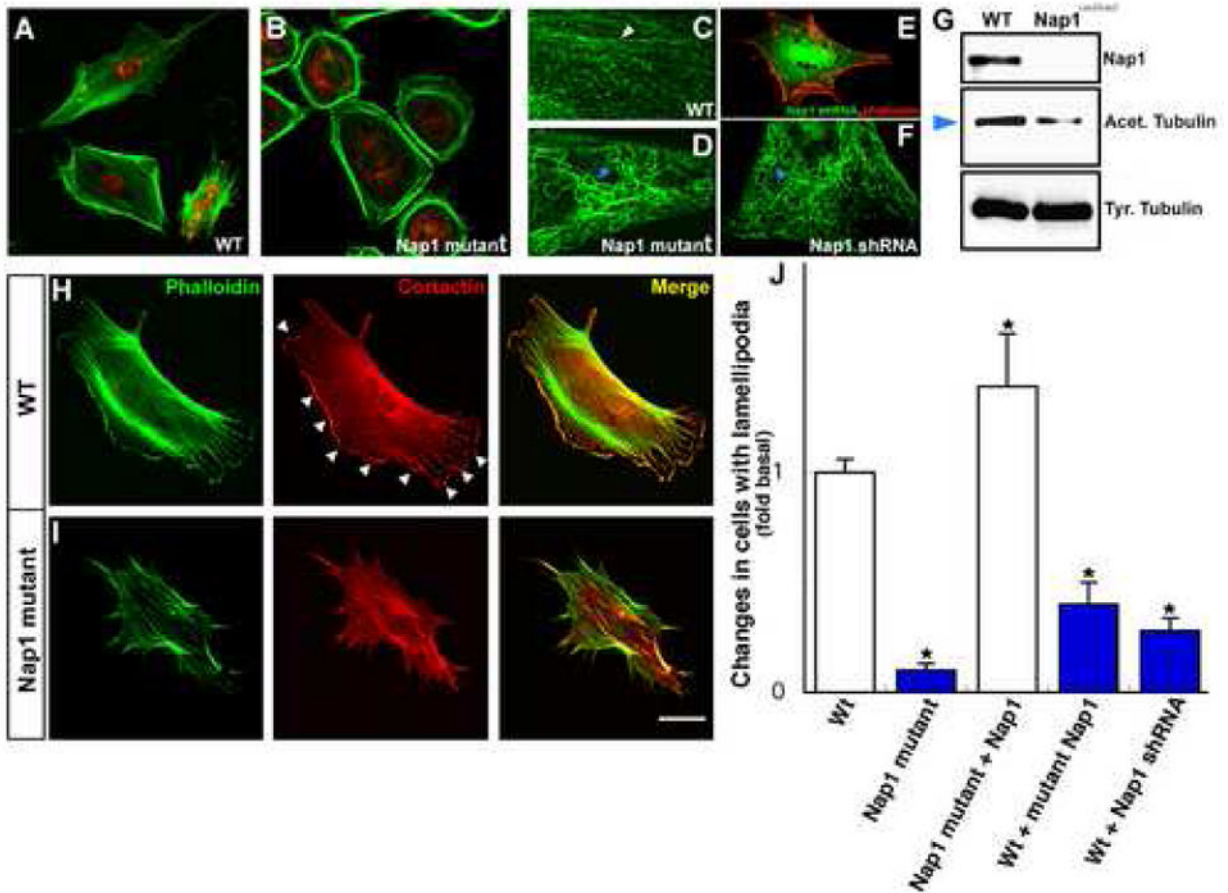 A
WT
B
Nap1 mutant
C
WT
D
Nap1 mutant
E
Nap1 shRNA
F
Nap1 shRNA
G
WT Nap1
Nap1
Acet. Tubulin
Tyr. Tubulin
WT
H Phalloidin
Cortactin
Merge
Nap1 mutant
I
J
Changes in cells with lamellipodia
(fold basal)
1
0
Wt
Nap1 mutant
Nap1 mutant + Nap1
Wt + mutant Nap1
Wt + Nap1 shRNA